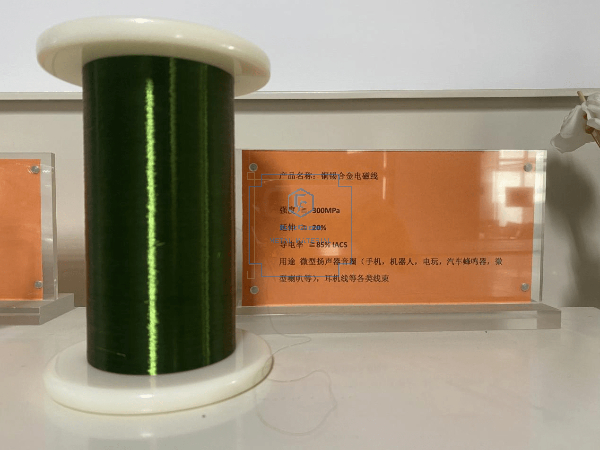 产品名称：铜锡合金电磁线
强度 ≥ 300MPa
延伸 ≥ 20%
导电率 ≥85% IACS
用途 微型扬声器音圈（手机，机器人，电玩，汽车蜂鸣器，微
型喇叭等），耳机线等各类线束